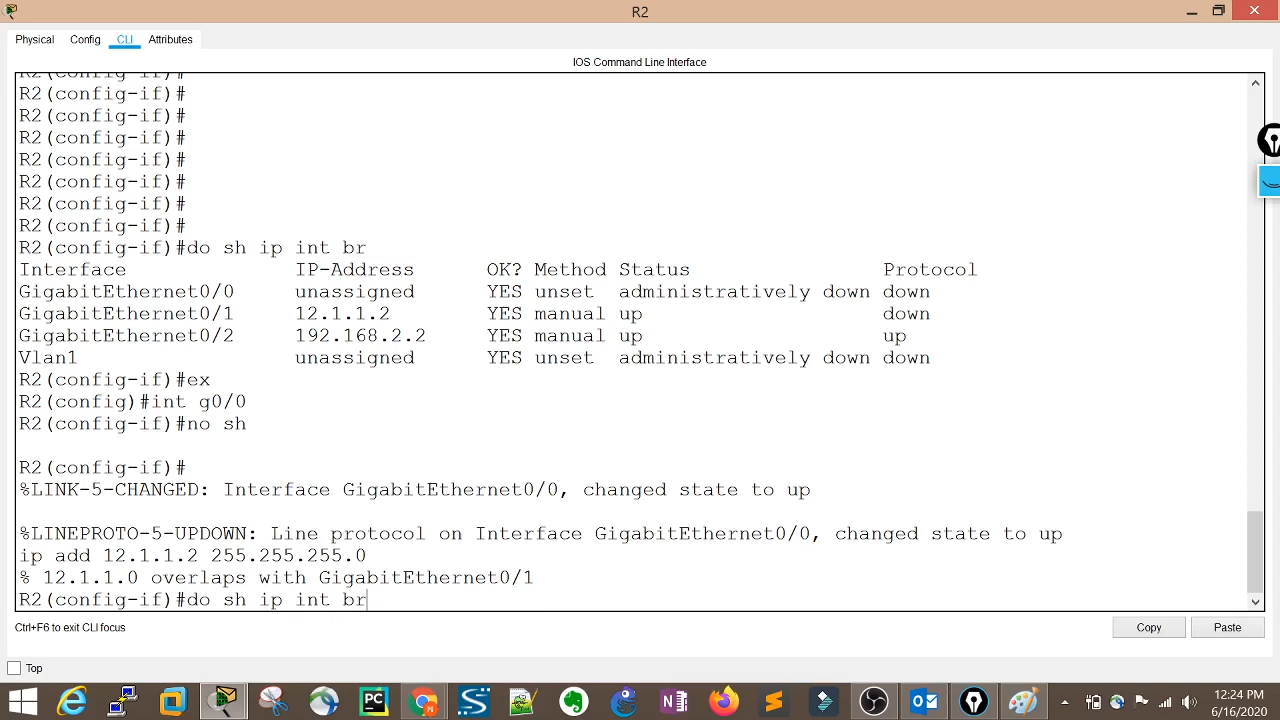 R2
Physical Config CLI Attributes
IOS Command Line Interface
R2(config-if)#
R2(config-if)#
R2(config-if)#
R2(config-if)#
R2(config-if)#
R2(config-if)#
R2(config-if)#
R2(config-if)#
R2(config-if)#do sh ip int br
Interface IP-Address OK? Method Status Protocol
GigabitEthernet0/0 unassigned YES unset administratively down down
GigabitEthernet0/1 12.1.1.2 YES manual up down
GigabitEthernet0/2 192.168.2.2 YES manual up up
Vlan1 unassigned YES unset administratively down down
R2(config-if)#ex
R2(config)#int g0/0
R2(config-if)#no sh
R2(config-if)#
%LINK-5-CHANGED: Interface GigabitEthernet0/0, changed state to up
%LINEPROTO-5-UPDOWN: Line protocol on Interface GigabitEthernet0/0, changed state to up
ip add 12.1.1.2 255.255.255.0
% 12.1.1.0 overlaps with GigabitEthernet0/1
R2(config-if)#do sh ip int br
Ctrl+F6 to exit CLI focus
Copy Paste
Top
12:24 PM
6/16/2020